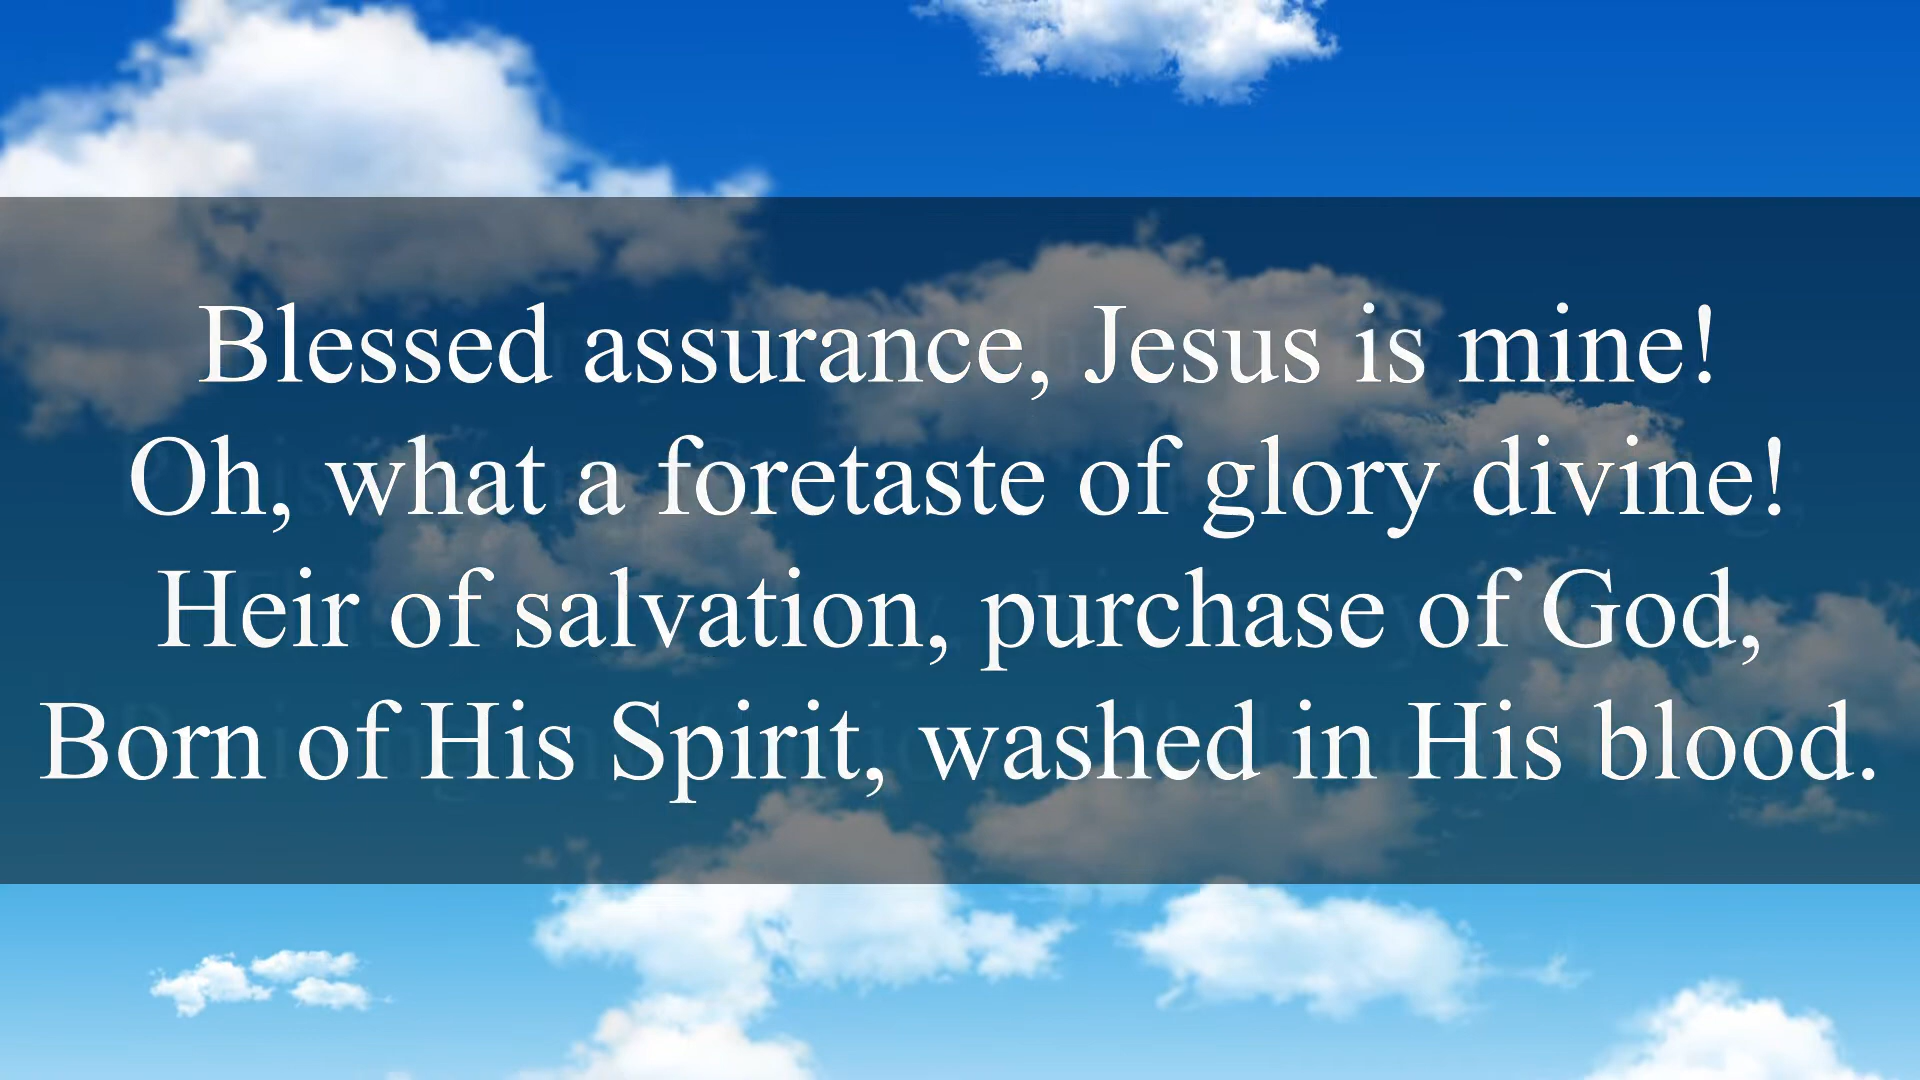 Blessed assurance, Jesus is mine!
Oh, what a foretaste of glory divine!
Heir of salvation, purchase of God,
Born of His Spirit, washed in His blood.